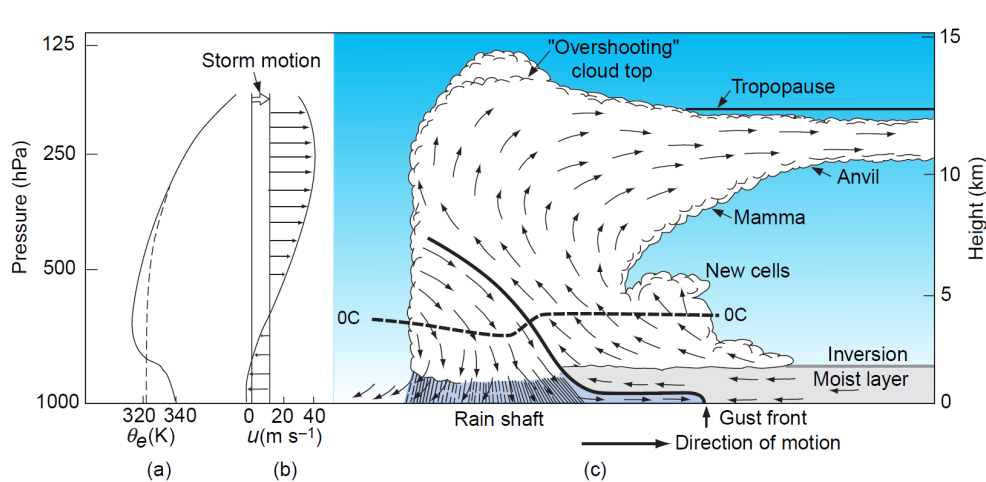 125
250
500
1000
Pressure (hPa)
320 340
θe(K)
(a)
Storm motion
0 20 40
u(m s–1)
(b)
"Overshooting"
cloud top
Tropopause
Anvil
Mamma
New cells
0C
0C
Inversion
Moist layer
Rain shaft
Gust front
Direction of motion
(c)
15
10
5
0
Height (km)